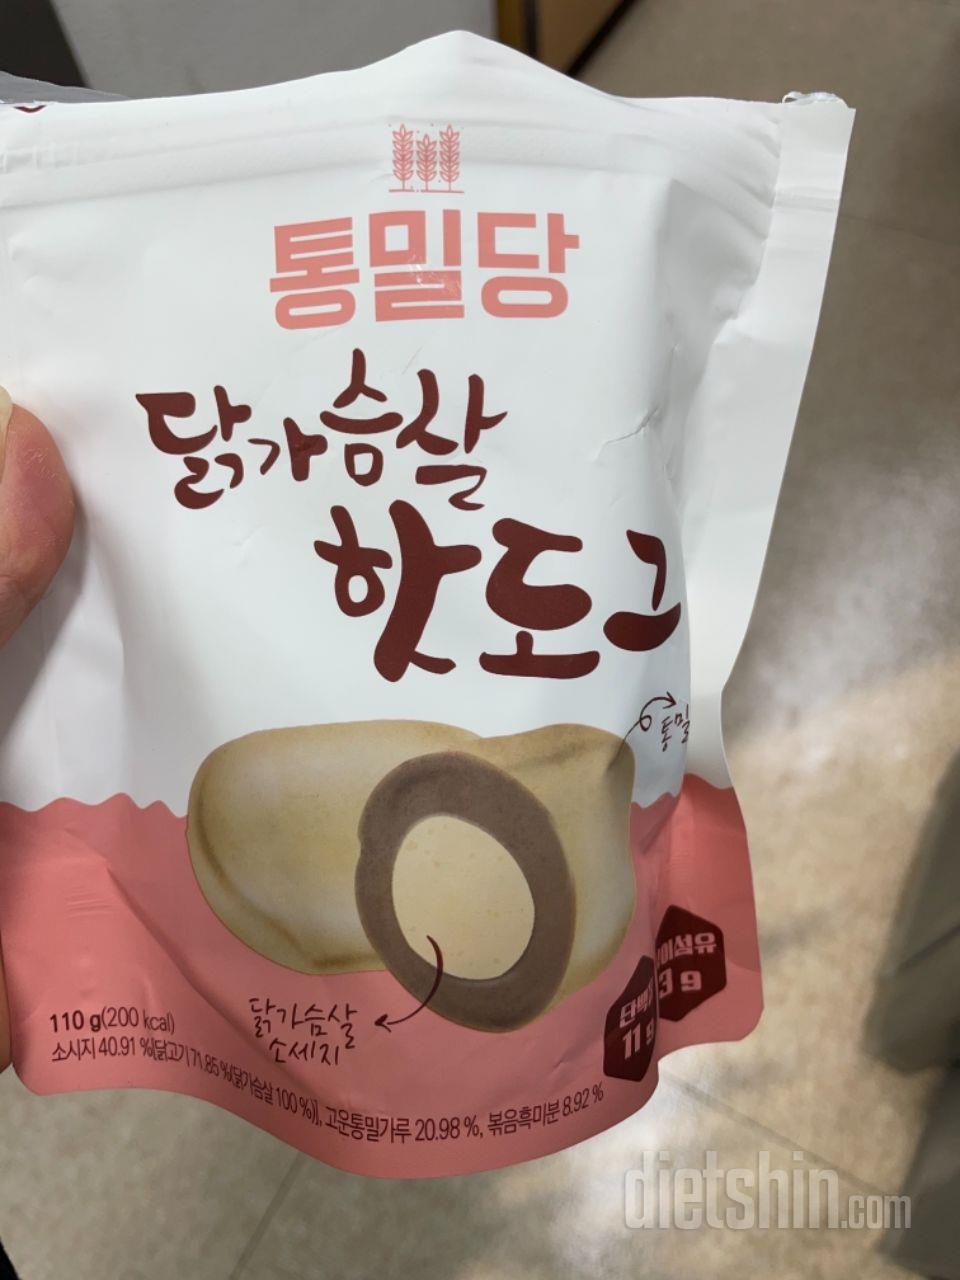 통밀당
닭가슴살
핫도그
통밀
닭가슴살
소세지
이섬유
3 g
단백
11 g
110 g(200 kcal)
소시지 40.91 %[닭고기 71.85 %(닭가슴살 100 %)], 고운통밀가루 20.98 %, 볶음흑미분 8.92 %
dietshin.com